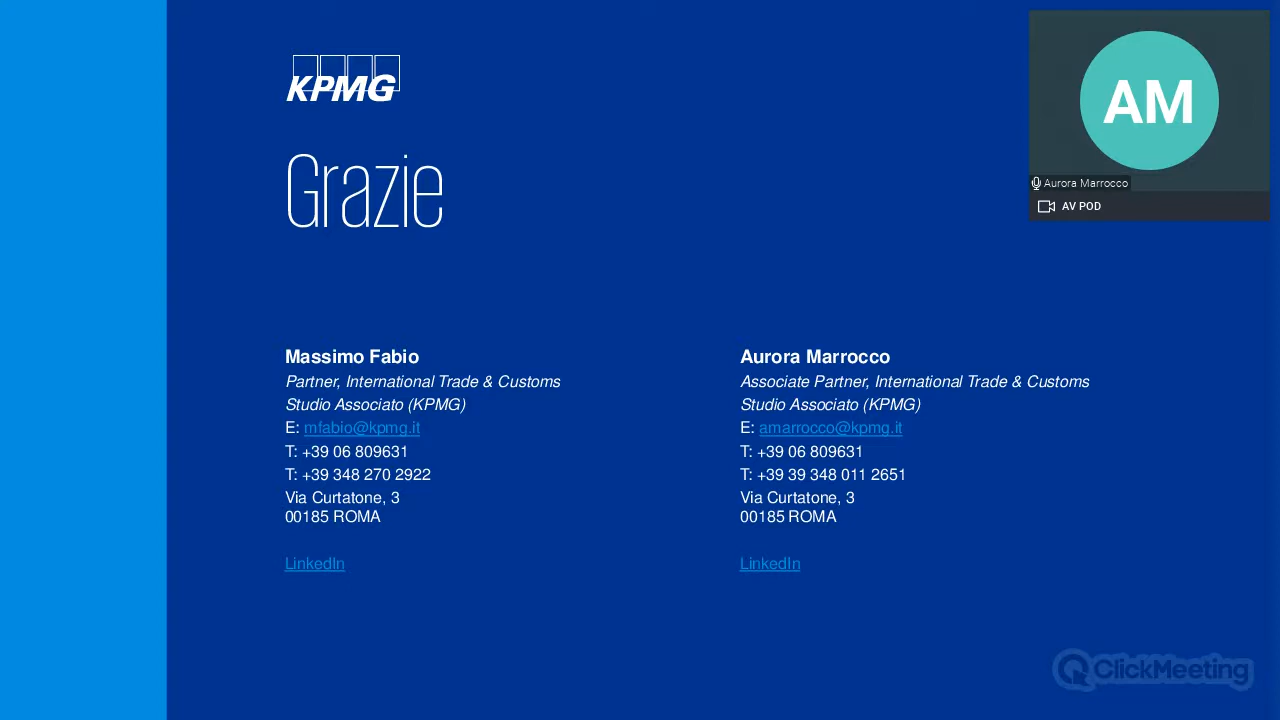 KPMG
AM
Aurora Marrocco
AV POD
Grazie
Massimo Fabio
Partner, International Trade & Customs
Studio Associato (KPMG)
E: mfabio@kpmg.it
T: +39 06 809631
T: +39 348 270 2922
Via Curtatone, 3
00185 ROMA
LinkedIn
Aurora Marrocco
Associate Partner, International Trade & Customs
Studio Associato (KPMG)
E: amarrocco@kpmg.it
T: +39 06 809631
T: +39 39 348 011 2651
Via Curtatone, 3
00185 ROMA
LinkedIn
ClickMeeting